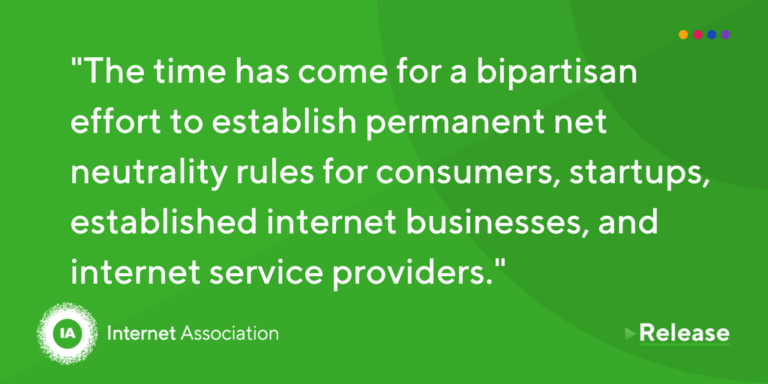 "The time has come for a bipartisan
effort to establish permanent net
neutrality rules for consumers, startups,
established internet businesses, and
internet service providers."
IA Internet Association
Release